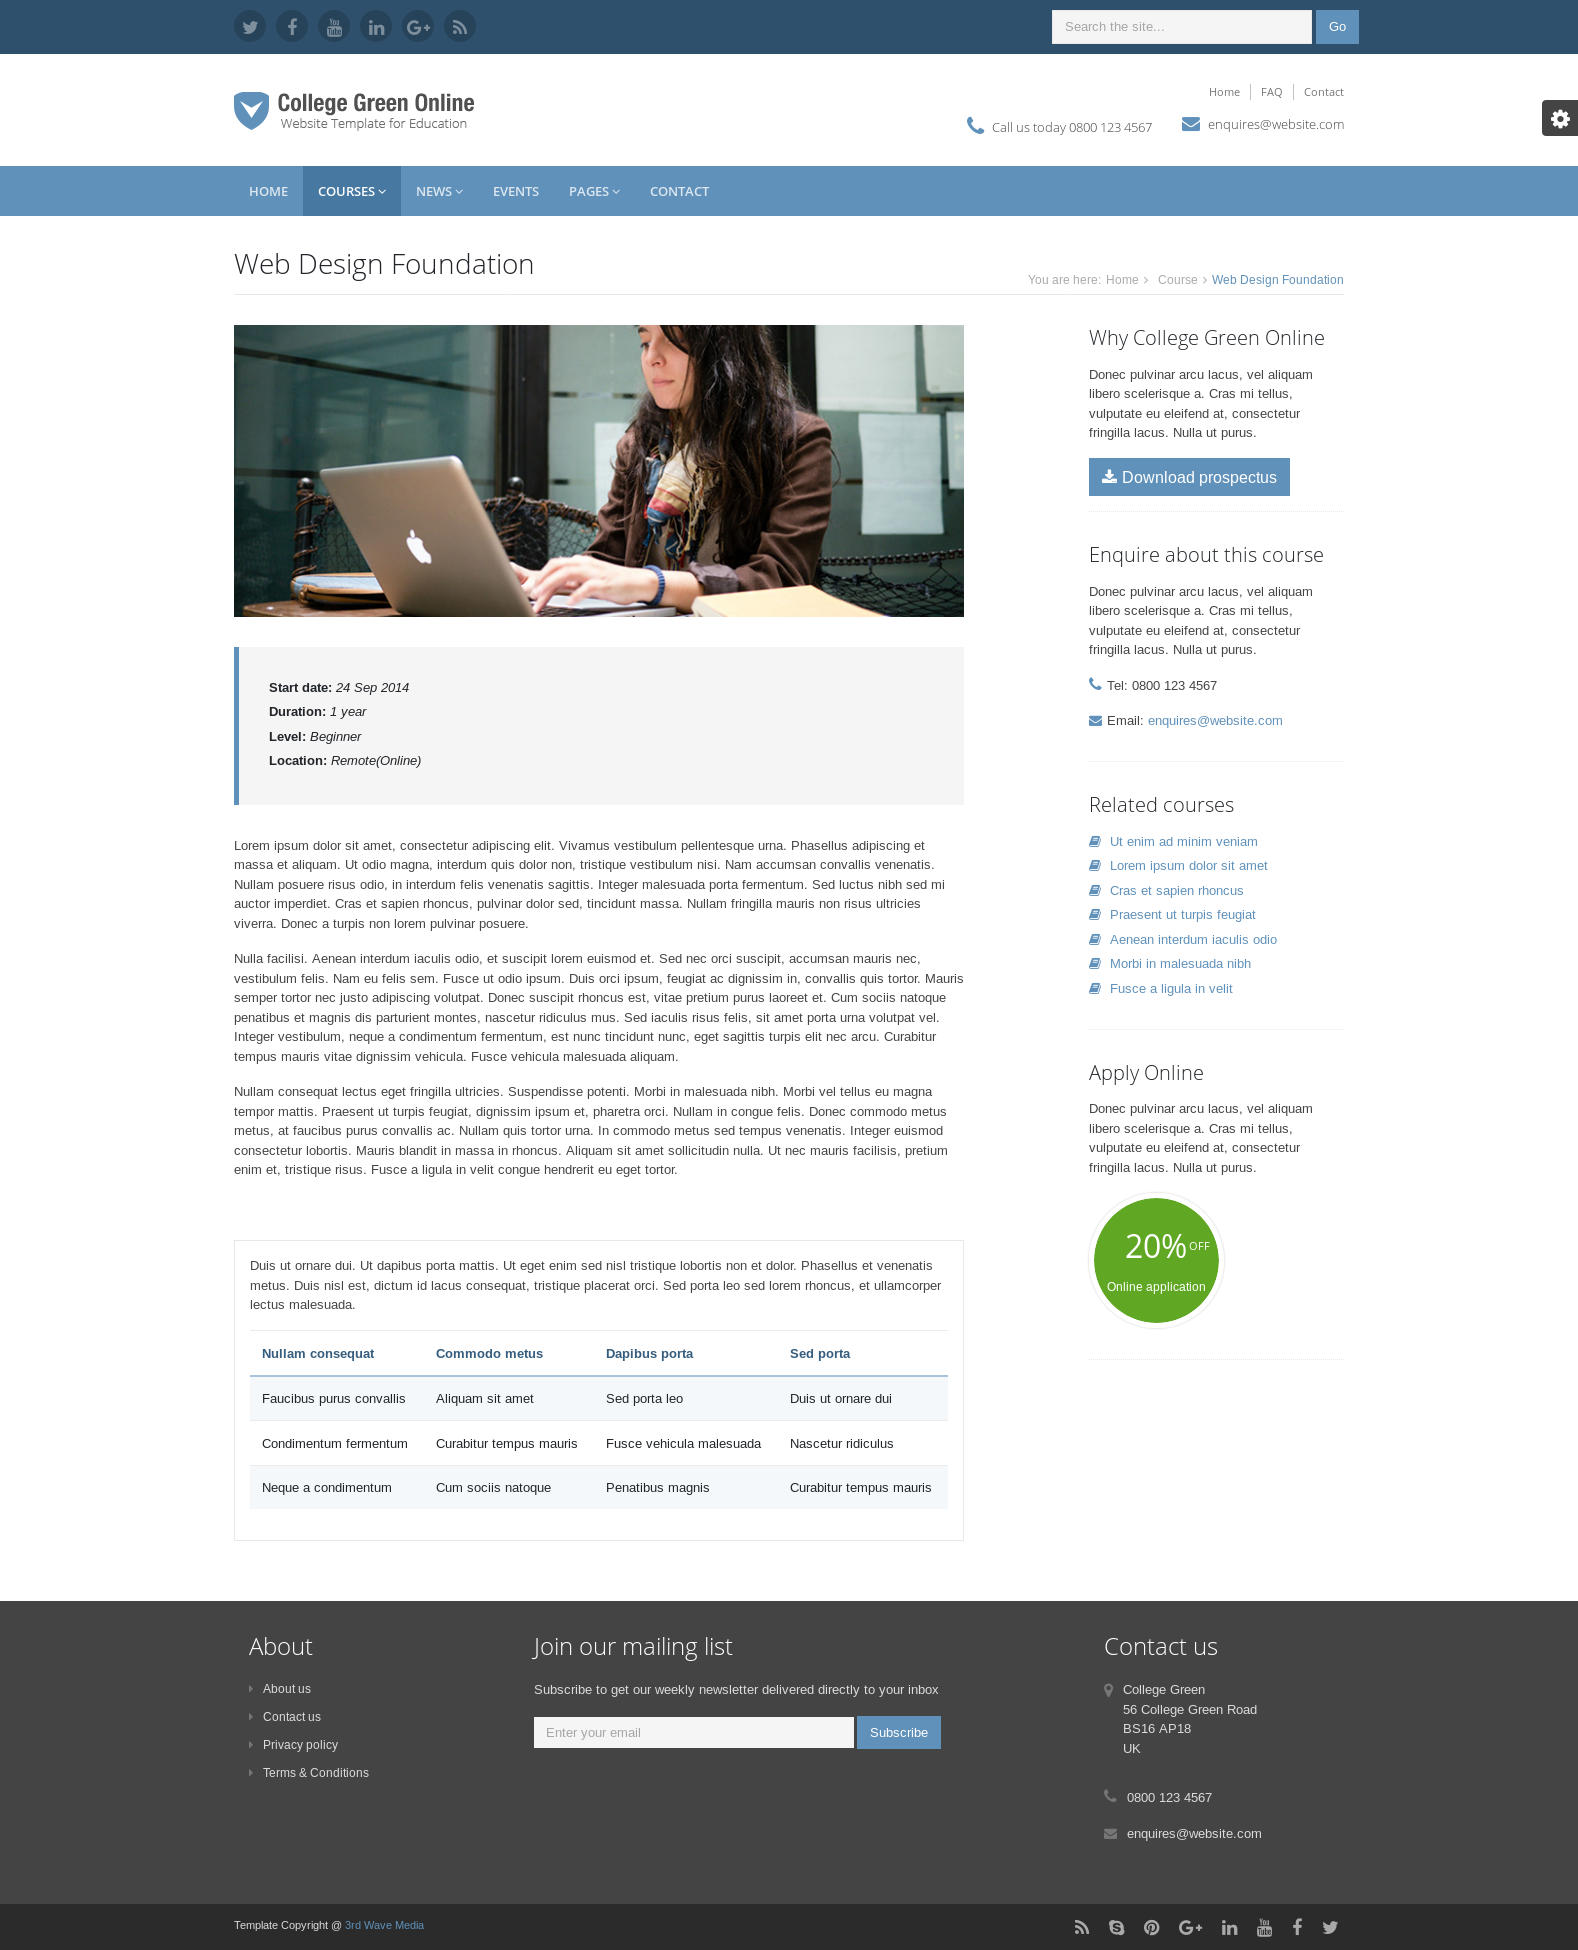 Search the site...
Go
College Green Online
Website Template for Education
Home
FAQ
Contact
Call us today 0800 123 4567
enquires@website.com
HOME
COURSES
NEWS
EVENTS
PAGES
CONTACT
Web Design Foundation
You are here: Home Course Web Design Foundation
Start date: 24 Sep 2014
Duration: 1 year
Level: Beginner
Location: Remote(Online)
Lorem ipsum dolor sit amet, consectetur adipiscing elit. Vivamus vestibulum pellentesque urna. Phasellus adipiscing et
massa et aliquam. Ut odio magna, interdum quis dolor non, tristique vestibulum nisi. Nam accumsan convallis venenatis.
Nullam posuere risus odio, in interdum felis venenatis sagittis. Integer malesuada porta fermentum. Sed luctus nibh sed mi
auctor imperdiet. Cras et sapien rhoncus, pulvinar dolor sed, tincidunt massa. Nullam fringilla mauris non risus ultricies
viverra. Donec a turpis non lorem pulvinar posuere.
Nulla facilisi. Aenean interdum iaculis odio, et suscipit lorem euismod et. Sed nec orci suscipit, accumsan mauris nec,
vestibulum felis. Nam eu felis sem. Fusce ut odio ipsum. Duis orci ipsum, feugiat ac dignissim in, convallis quis tortor. Mauris
semper tortor nec justo adipiscing volutpat. Donec suscipit rhoncus est, vitae pretium purus laoreet et. Cum sociis natoque
penatibus et magnis dis parturient montes, nascetur ridiculus mus. Sed iaculis risus felis, sit amet porta urna volutpat vel.
Integer vestibulum, neque a condimentum fermentum, est nunc tincidunt nunc, eget sagittis turpis elit nec arcu. Curabitur
tempus mauris vitae dignissim vehicula. Fusce vehicula malesuada aliquam.
Nullam consequat lectus eget fringilla ultricies. Suspendisse potenti. Morbi in malesuada nibh. Morbi vel tellus eu magna
tempor mattis. Praesent ut turpis feugiat, dignissim ipsum et, pharetra orci. Nullam in congue felis. Donec commodo metus
metus, at faucibus purus convallis ac. Nullam quis tortor urna. In commodo metus sed tempus venenatis. Integer euismod
consectetur lobortis. Mauris blandit in massa in rhoncus. Aliquam sit amet sollicitudin nulla. Ut nec mauris facilisis, pretium
enim et, tristique risus. Fusce a ligula in velit congue hendrerit eu eget tortor.
Duis ut ornare dui. Ut dapibus porta mattis. Ut eget enim sed nisl tristique lobortis non et dolor. Phasellus et venenatis
metus. Duis nisl est, dictum id lacus consequat, tristique placerat orci. Sed porta leo sed lorem rhoncus, et ullamcorper
lectus malesuada.
Nullam consequat Commodo metus Dapibus porta Sed porta
Faucibus purus convallis Aliquam sit amet Sed porta leo Duis ut ornare dui
Condimentum fermentum Curabitur tempus mauris Fusce vehicula malesuada Nascetur ridiculus
Neque a condimentum Cum sociis natoque Penatibus magnis Curabitur tempus mauris
Why College Green Online
Donec pulvinar arcu lacus, vel aliquam
libero scelerisque a. Cras mi tellus,
vulputate eu eleifend at, consectetur
fringilla lacus. Nulla ut purus.
Download prospectus
Enquire about this course
Donec pulvinar arcu lacus, vel aliquam
libero scelerisque a. Cras mi tellus,
vulputate eu eleifend at, consectetur
fringilla lacus. Nulla ut purus.
Tel: 0800 123 4567
Email: enquires@website.com
Related courses
Ut enim ad minim veniam
Lorem ipsum dolor sit amet
Cras et sapien rhoncus
Praesent ut turpis feugiat
Aenean interdum iaculis odio
Morbi in malesuada nibh
Fusce a ligula in velit
Apply Online
Donec pulvinar arcu lacus, vel aliquam
libero scelerisque a. Cras mi tellus,
vulputate eu eleifend at, consectetur
fringilla lacus. Nulla ut purus.
20% OFF
Online application
About
About us
Contact us
Privacy policy
Terms & Conditions
Join our mailing list
Subscribe to get our weekly newsletter delivered directly to your inbox
Enter your email
Subscribe
Contact us
College Green
56 College Green Road
BS16 AP18
UK
0800 123 4567
enquires@website.com
Template Copyright @ 3rd Wave Media